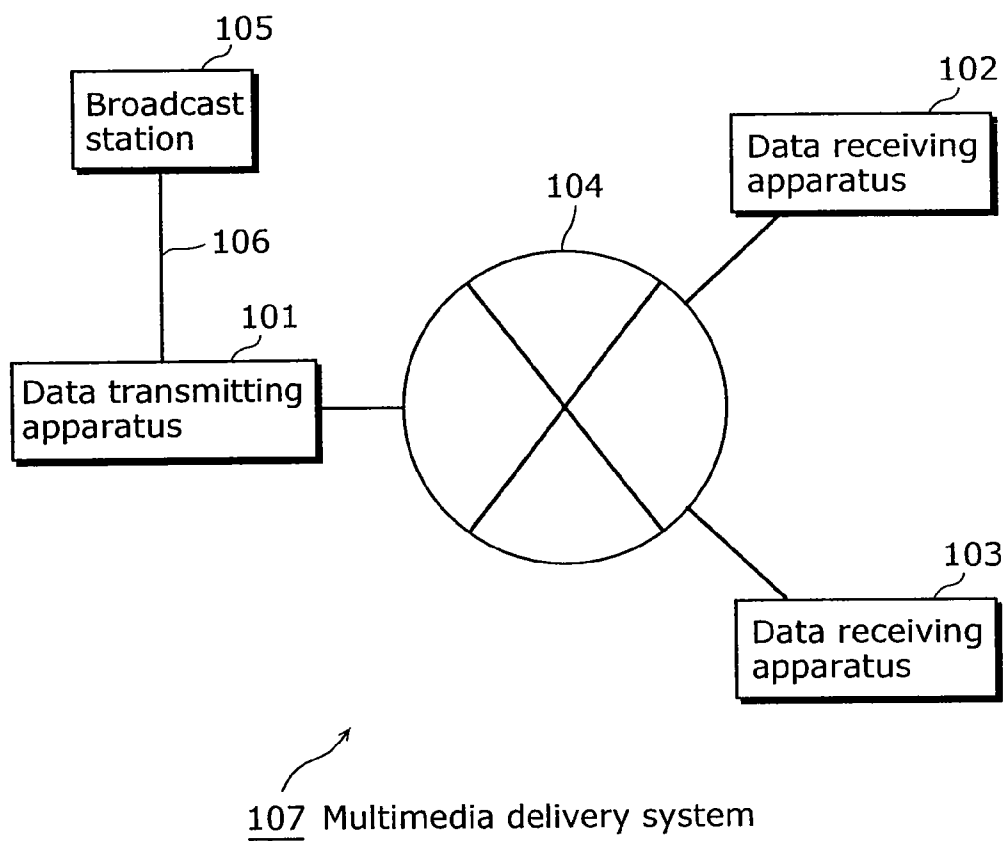 105
Broadcast
station
102
Data receiving
apparatus
104
106
101
Data transmitting
apparatus
103
Data receiving
apparatus
107 Multimedia delivery system